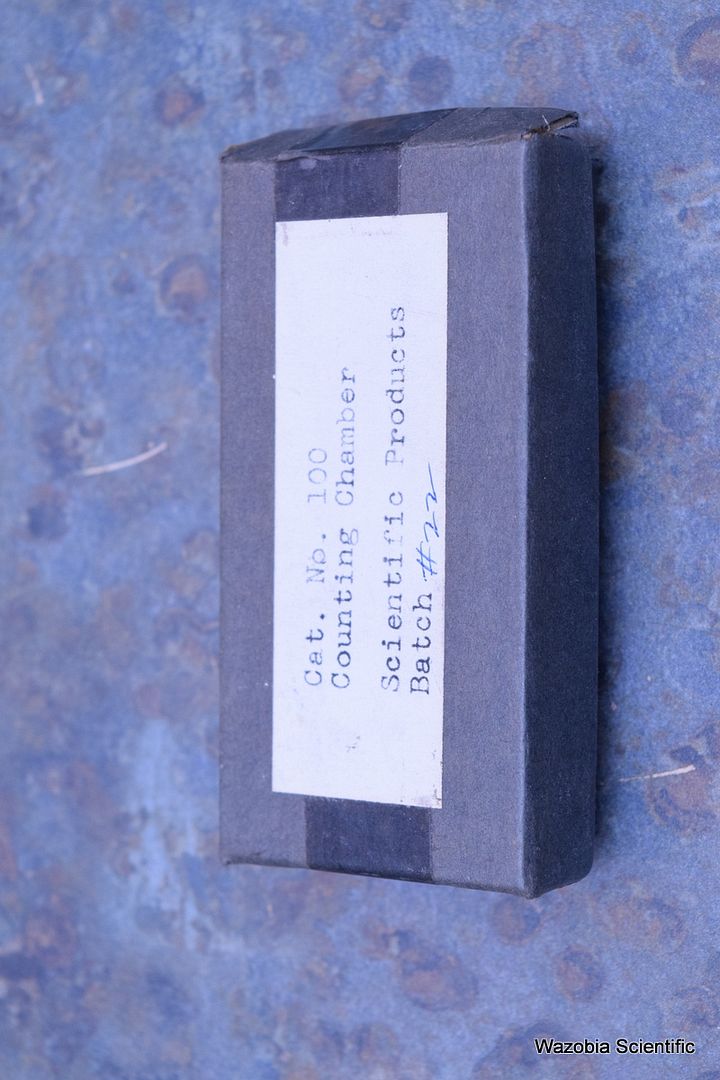 Cat. No. 100
Counting Chamber
Scientific Products
Batch #22
Wazobia Scientific